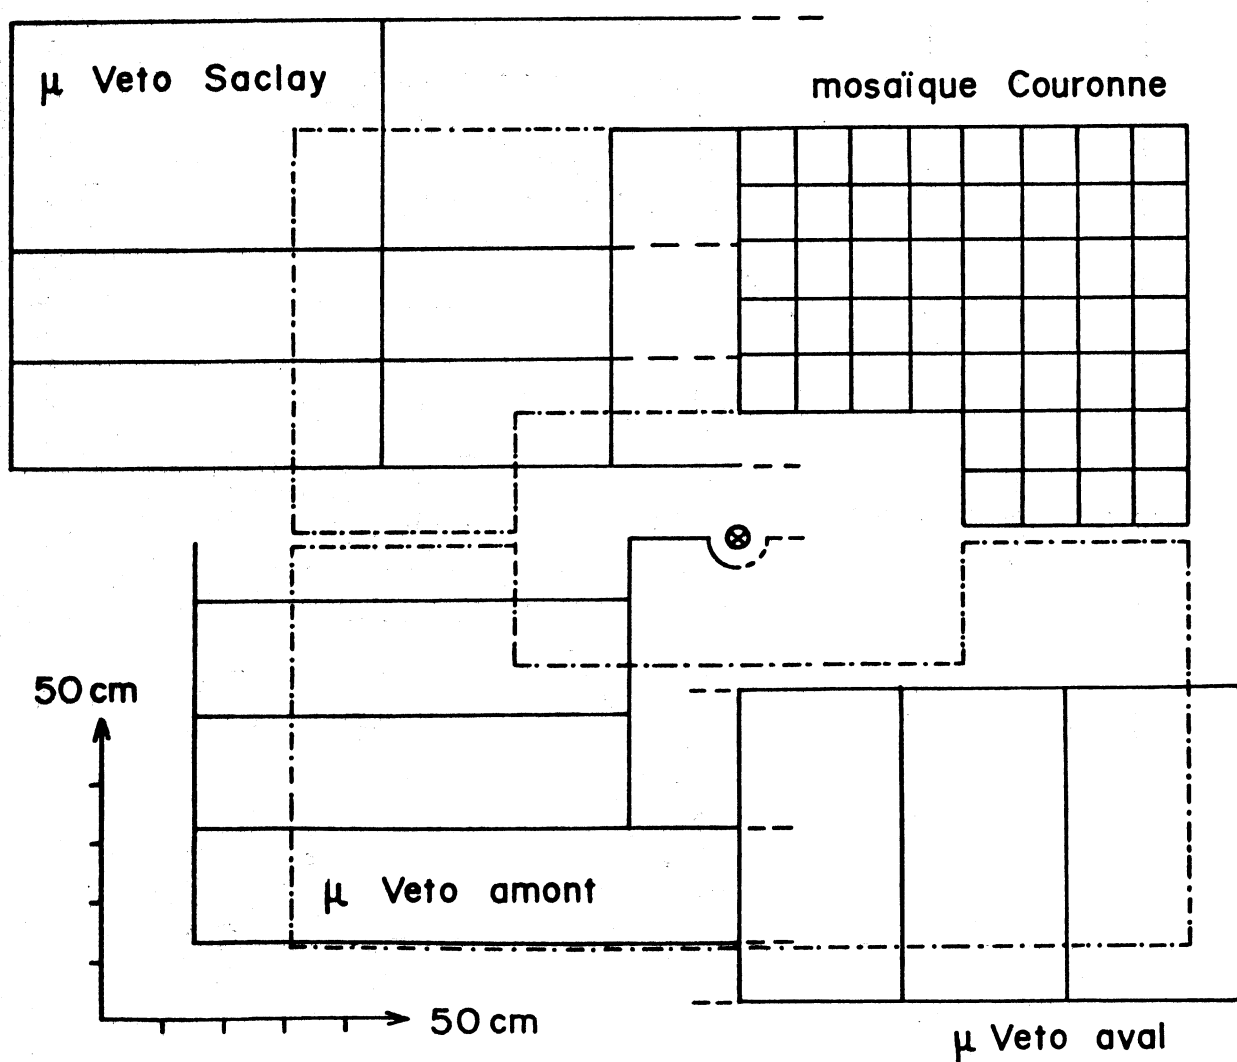 μ Veto Saclay
mosaïque Couronne
50 cm
μ Veto amont
50 cm
μ Veto aval